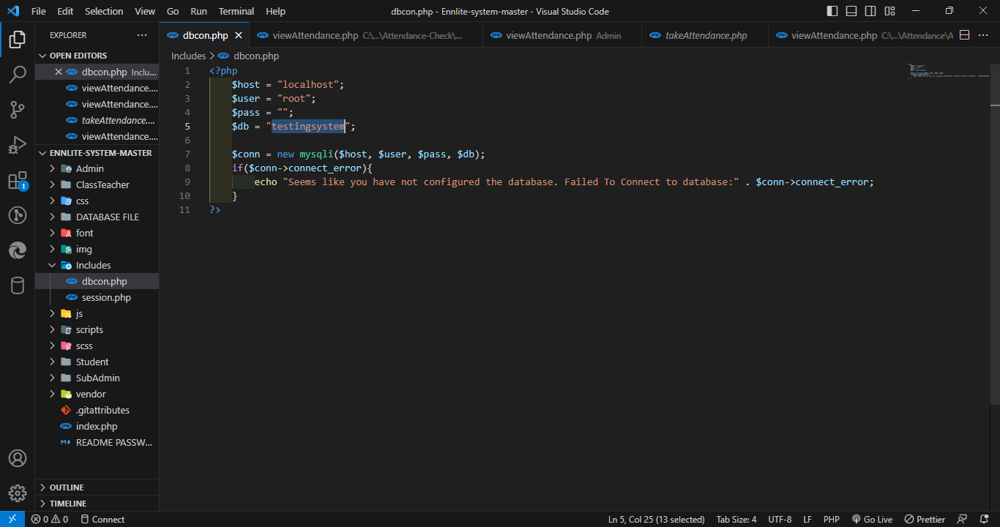 File Edit Selection View Go Run Terminal Help dbcon.php - Ennlite-system-master - Visual Studio Code
EXPLORER ···
OPEN EDITORS
dbcon.php Inclu...
viewAttendance....
viewAttendance....
takeAttendance....
viewAttendance....
ENNLITE-SYSTEM-MASTER
Admin
ClassTeacher
css
DATABASE FILE
font
img
Includes
dbcon.php
session.php
js
scripts
scss
Student
SubAdmin
vendor
.gitattributes
index.php
README PASSW...
OUTLINE
TIMELINE
1
dbcon.php viewAttendance.php C:\...\Attendance-Check\... viewAttendance.php Admin takeAttendance.php viewAttendance.php C:\...\Attendance\A ···
Includes > dbcon.php
1 <?php
2 $host = "localhost";
3 $user = "root";
4 $pass = "";
5 $db = "testingsystem";
6
7 $conn = new mysqli($host, $user, $pass, $db);
8 if($conn->connect_error){
9 echo "Seems like you have not configured the database. Failed To Connect to database:" . $conn->connect_error;
10 }
11 ?>
0 0 Connect Ln 5, Col 25 (13 selected) Tab Size: 4 UTF-8 LF PHP Go Live Prettier